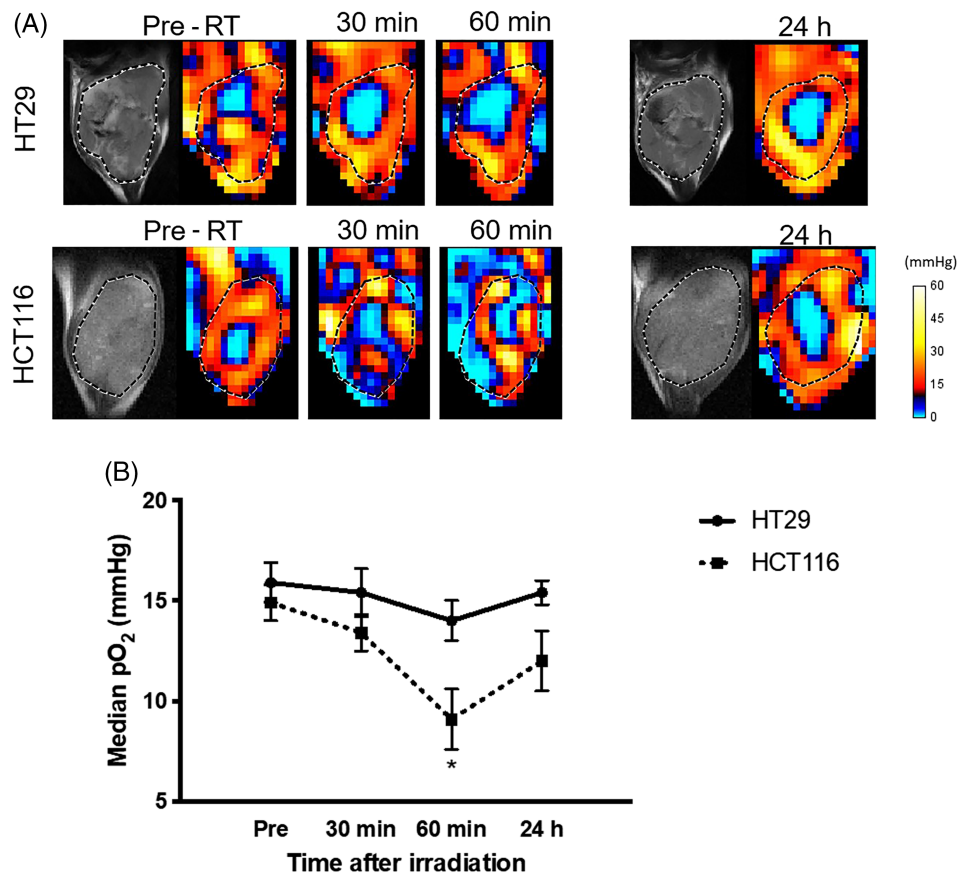 (A)
Pre - RT 30 min 60 min 24 h
HT29
Pre - RT 30 min 60 min 24 h
HCT116
(mmHg)
60
45
30
15
0
(B)
20
15
10
5
Median pO2 (mmHg)
HT29
HCT116
*
Pre 30 min 60 min 24 h
Time after irradiation